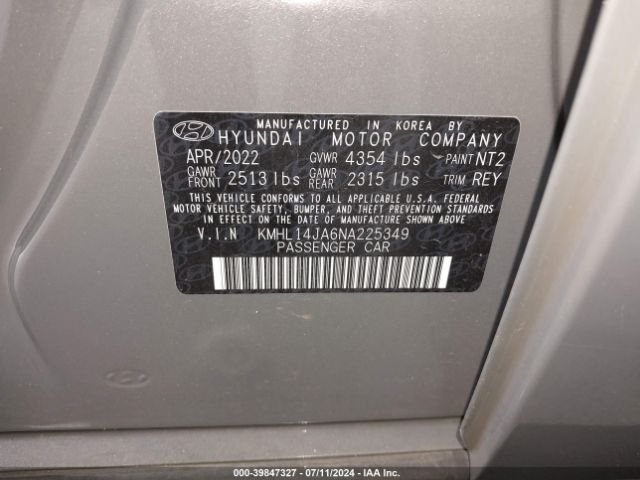 MANUFACTURED IN KOREA BY
HYUNDAI MOTOR COMPANY
APR/2022 GVWR 4354 lbs PAINT NT2
GAWR FRONT 2513 lbs GAWR REAR 2315 lbs TRIM REY
THIS VEHICLE CONFORMS TO ALL APPLICABLE U.S.A. FEDERAL
MOTOR VEHICLE SAFETY, BUMPER, AND THEFT PREVENTION STANDARDS
IN EFFECT ON THE DATE OF MANUFACTURE SHOWN ABOVE.
V.I.N KMHL14JA6NA225349
PASSENGER CAR
000-39847327 - 07/11/2024 - IAA Inc.